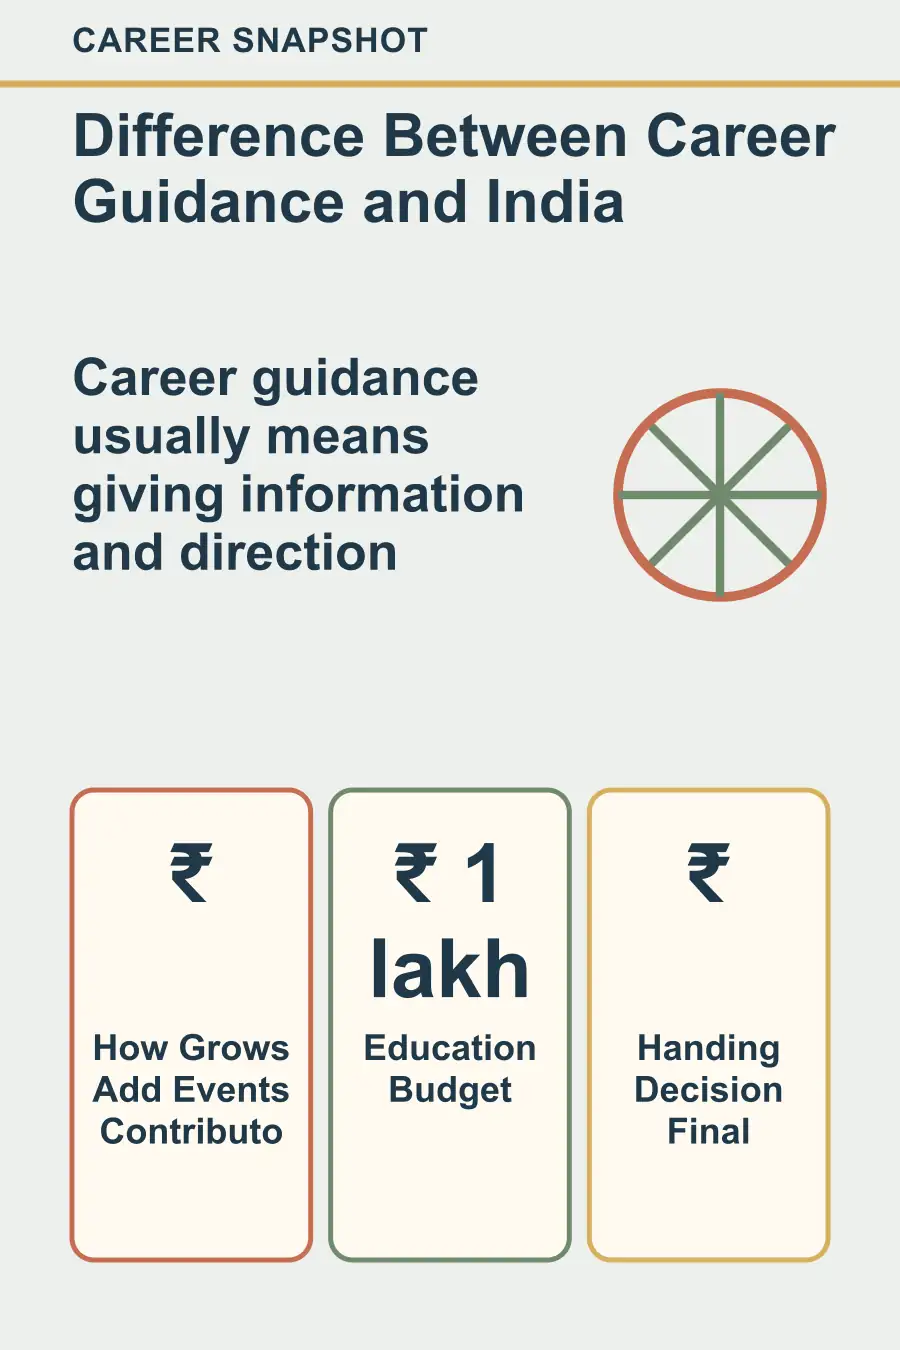 CAREER SNAPSHOT
Difference Between Career
Guidance and India
Career guidance
usually means
giving information
and direction
₹
How Grows
Add Events
Contributo
₹ 1
lakh
Education
Budget
₹
Handing
Decision
Final